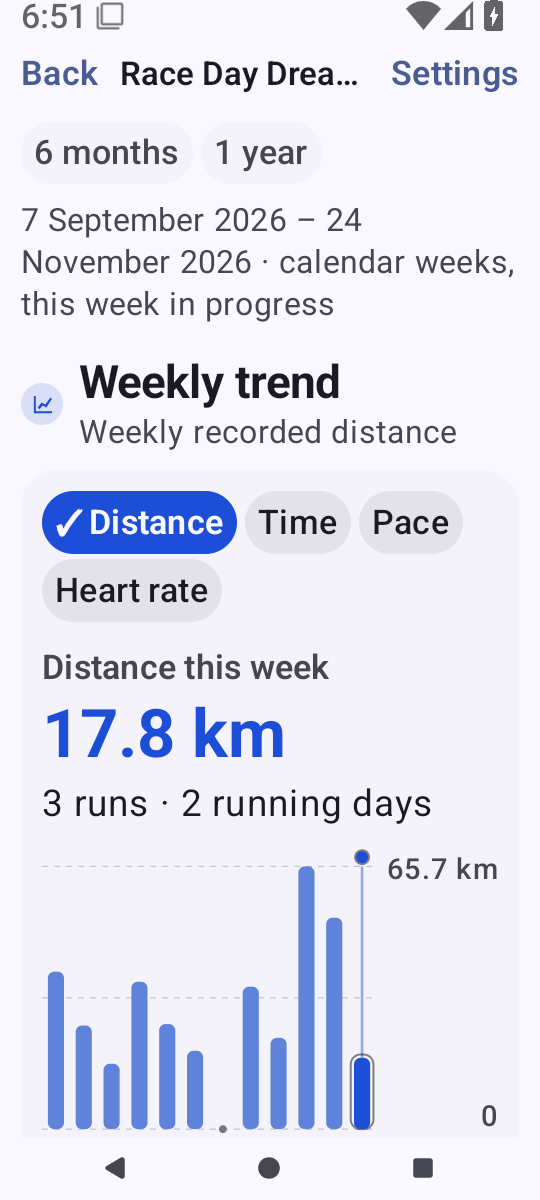 6:51
Back Race Day Drea... Settings
6 months 1 year
7 September 2026 – 24
November 2026 · calendar weeks,
this week in progress
Weekly trend
Weekly recorded distance
✓ Distance Time Pace
Heart rate
Distance this week
17.8 km
3 runs · 2 running days
65.7 km
0